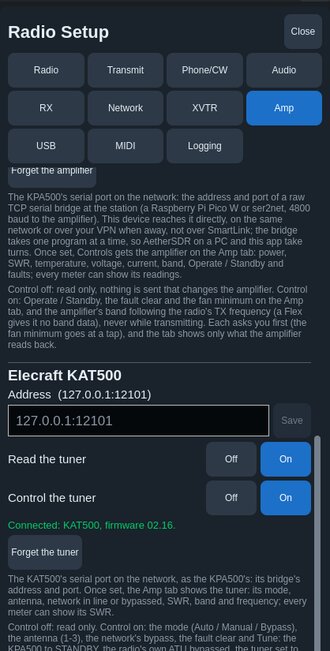 Radio Setup
Close
Radio
Transmit
Phone/CW
Audio
RX
Network
XVTR
Amp
USB
MIDI
Logging
Forget the amplifier
The KPA500's serial port on the network: the address and port of a raw
TCP serial bridge at the station (a Raspberry Pi Pico W or ser2net, 4800
baud to the amplifier). This device reaches it directly, on the same
network or over your VPN when away, not over SmartLink; the bridge
takes one program at a time, so AetherSDR on a PC and this app take
turns. Once set, Controls gets the amplifier on the Amp tab: power,
SWR, temperature, voltage, current, band, Operate / Standby and
faults; every meter can show its readings.
Control off: read only, nothing is sent that changes the amplifier. Control
on: Operate / Standby, the fault clear and the fan minimum on the Amp
tab, and the amplifier's band following the radio's TX frequency (a Flex
gives it no band data), never while transmitting. Each asks you first (the
fan minimum goes at a tap), and the tab shows only what the amplifier
reads back.
Elecraft KAT500
Address (127.0.0.1:12101)
127.0.0.1:12101
Save
Read the tuner
Off
On
Control the tuner
Off
On
Connected: KAT500, firmware 02.16.
Forget the tuner
The KAT500's serial port on the network, as the KPA500's: its bridge's
address and port. Once set, the Amp tab shows the tuner: its mode,
antenna, network in line or bypassed, SWR, band and frequency; every
meter can show its SWR.
Control off: read only. Control on: the mode (Auto / Manual / Bypass),
the antenna (1-3), the network's bypass, the fault clear and Tune: the
KPA500 to STANDBY, the radio's own ATU bypassed, the tuner set to